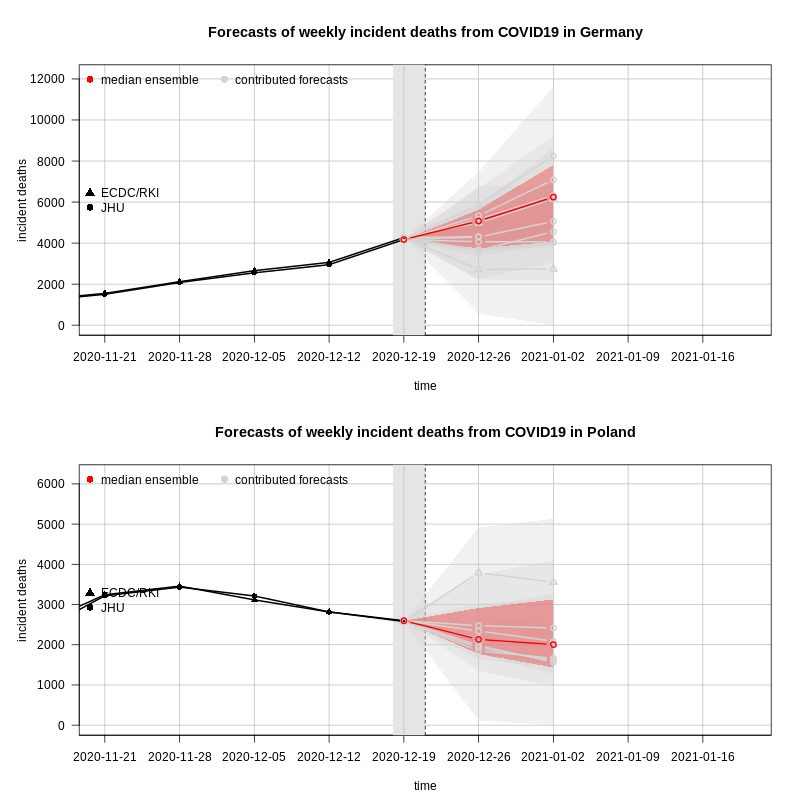 Forecasts of weekly incident deaths from COVID19 in Germany
median ensemble contributed forecasts
12000
10000
8000
6000
4000
2000
0
incident deaths
ECDC/RKI
JHU
2020-11-21 2020-11-28 2020-12-05 2020-12-12 2020-12-19 2020-12-26 2021-01-02 2021-01-09 2021-01-16
time
Forecasts of weekly incident deaths from COVID19 in Poland
median ensemble contributed forecasts
6000
5000
4000
3000
2000
1000
0
incident deaths
ECDC/RKI
JHU
2020-11-21 2020-11-28 2020-12-05 2020-12-12 2020-12-19 2020-12-26 2021-01-02 2021-01-09 2021-01-16
time